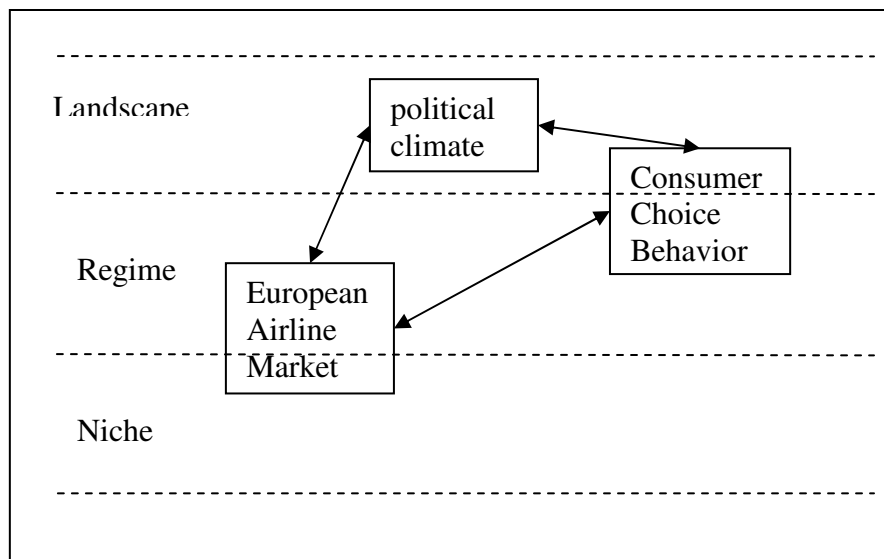 Landscape
political
climate
Consumer
Choice
Behavior
Regime
European
Airline
Market
Niche